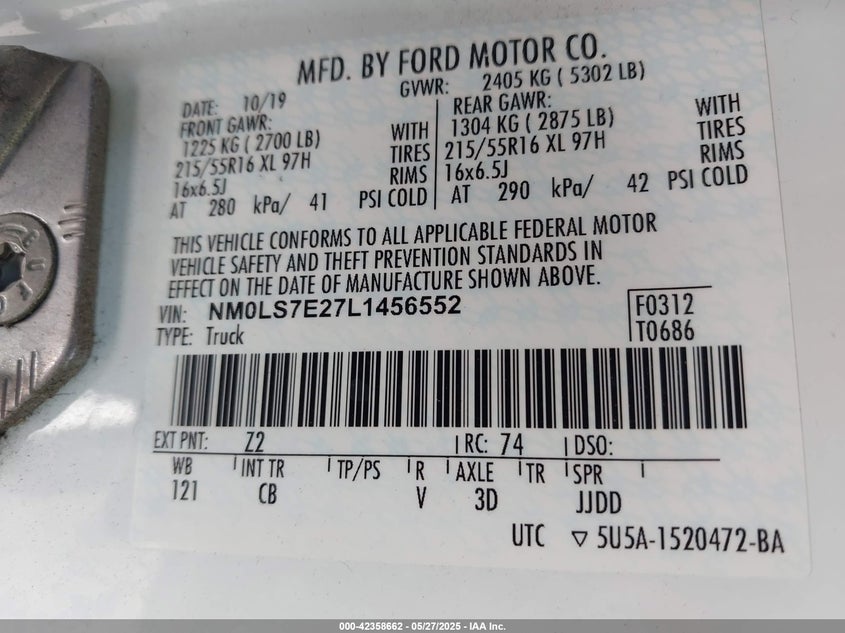 MFD. BY FORD MOTOR CO.
DATE: 10/19 GVWR: 2405 KG ( 5302 LB)
FRONT GAWR: REAR GAWR:
1225 KG ( 2700 LB) WITH 1304 KG ( 2875 LB) WITH
215/55R16 XL 97H TIRES 215/55R16 XL 97H TIRES
16x6.5J RIMS 16x6.5J RIMS
AT 280 kPa/ 41 PSI COLD AT 290 kPa/ 42 PSI COLD
THIS VEHICLE CONFORMS TO ALL APPLICABLE FEDERAL MOTOR
VEHICLE SAFETY AND THEFT PREVENTION STANDARDS IN
EFFECT ON THE DATE OF MANUFACTURE SHOWN ABOVE.
VIN: NM0LS7E27L1456552 F0312
TYPE: Truck T0686
EXT PNT: Z2 RC: 74 DSO:
WB INT TR TP/PS R AXLE TR SPR
121 CB V 3D JJDD
UTC ▽ 5U5A-1520472-BA
000-42358662 - 05/27/2025 - IAA Inc.